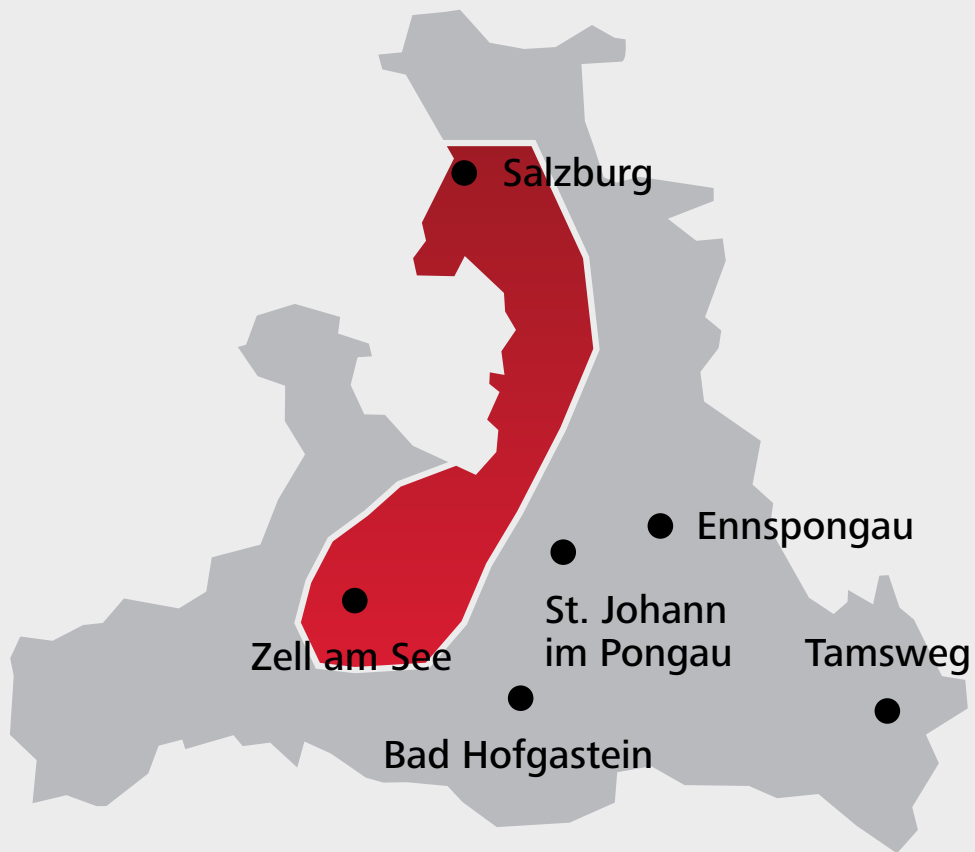 Salzburg
Ennspongau
St. Johann
im Pongau
Zell am See
Tamsweg
Bad Hofgastein